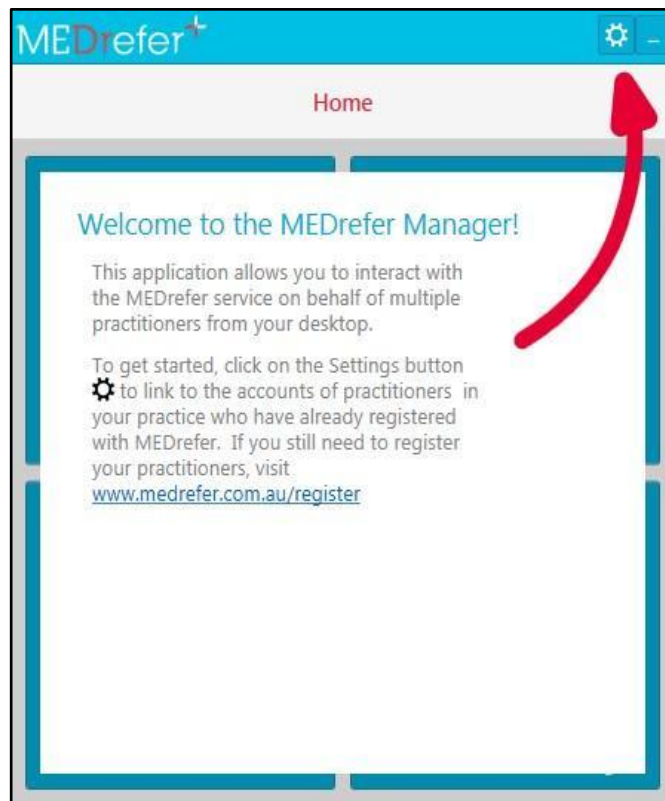 MEDrefer
Home
Welcome to the MEDrefer Manager!
This application allows you to interact with
the MEDrefer service on behalf of multiple
practitioners from your desktop.
To get started, click on the Settings button
to link to the accounts of practitioners in
your practice who have already registered
with MEDrefer. If you still need to register
your practitioners, visit
www.medrefer.com.au/register